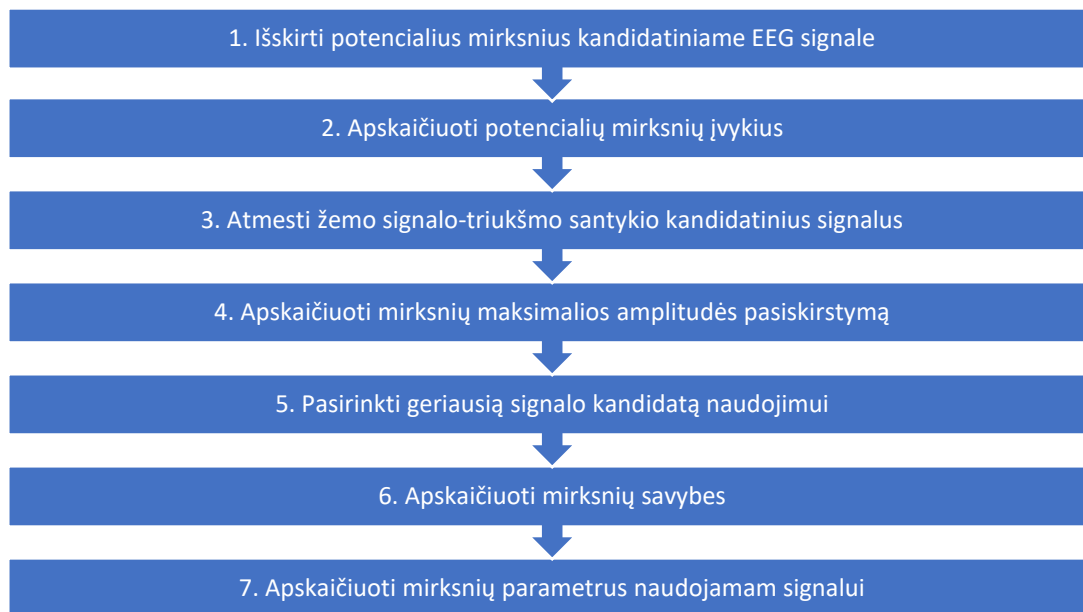 1. Išskirti potencialius mirksnius kandidatiniame EEG signale
2. Apskaičiuoti potencialių mirksnių įvykius
3. Atmesti žemo signalo-triukšmo santykio kandidatinius signalus
4. Apskaičiuoti mirksnių maksimalios amplitudės pasiskirstymą
5. Pasirinkti geriausią signalo kandidatą naudojimui
6. Apskaičiuoti mirksnių savybes
7. Apskaičiuoti mirksnių parametrus naudojamam signalui